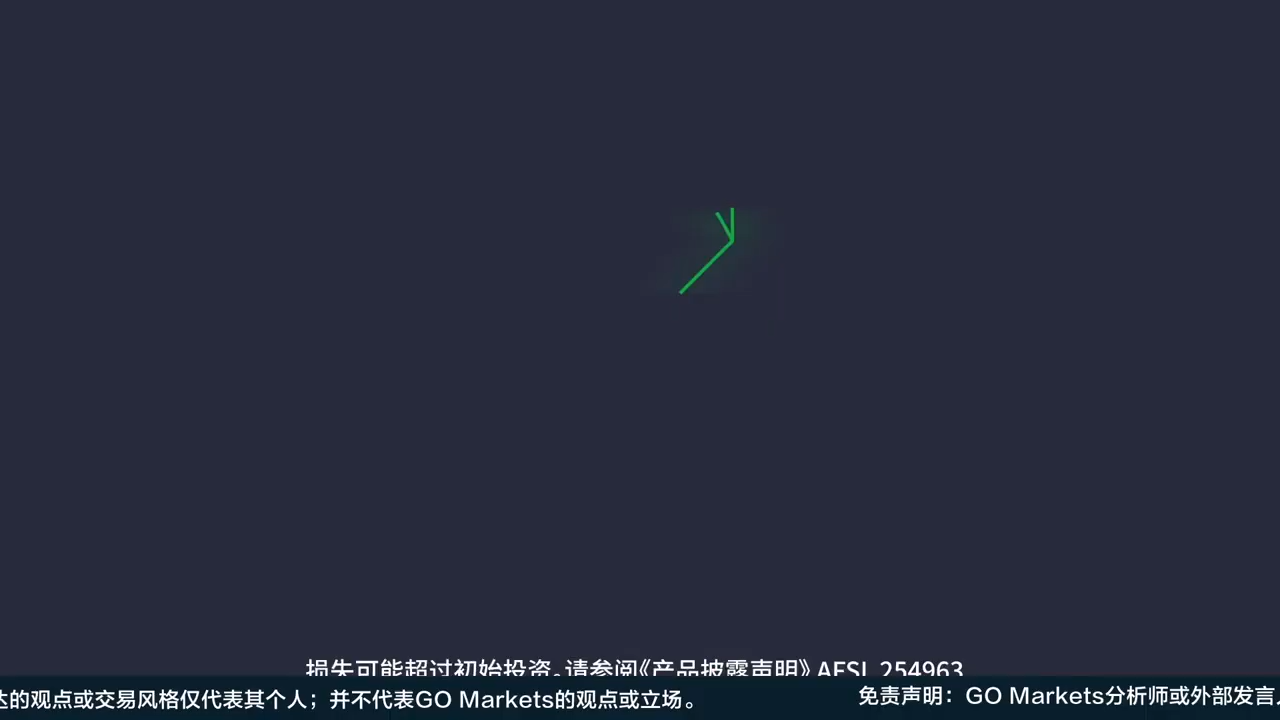 损失可能超过初始投资。请参阅《产品披露声明》 AFSL 254963
达的观点或交易风格仅代表其个人；并不代表GO Markets的观点或立场。
免责声明：GO Markets分析师或外部发言